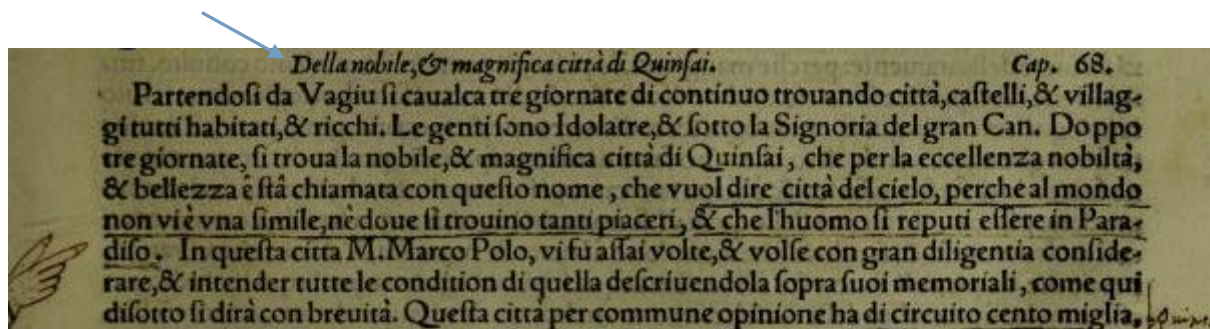 Della nobile,& magnifica città di Quinſai. Cap. 68.
Partendoſi da Vagiu ſi caualca tre giornate di continuo trouando città,caſtelli,& villag-
gi tutti habitati,& ricchi. Le genti ſono Idolatre,& ſotto la Signoria del gran Can. Doppo
tre giornate, ſi troua la nobile,& magnifica città di Quinſai, che per la eccellenza nobiltà,
& bellezza è ſtà chiamata con queſto nome, che vuol dire città del cielo, perche al mondo
non vi è vna ſimile,nè doue ſi trouino tanti piaceri, & che l'huomo ſi reputi eſſere in Para-
diſo. In queſta citta M.Marco Polo, vi fu aſſai volte,& volſe con gran diligentia conſide-
rare,& intender tutte le condition di quella deſcriuendola ſopra ſuoi memoriali, come qui
diſotto ſi dirà con breuità. Queſta città per commune opinione ha di circuito cento miglia,